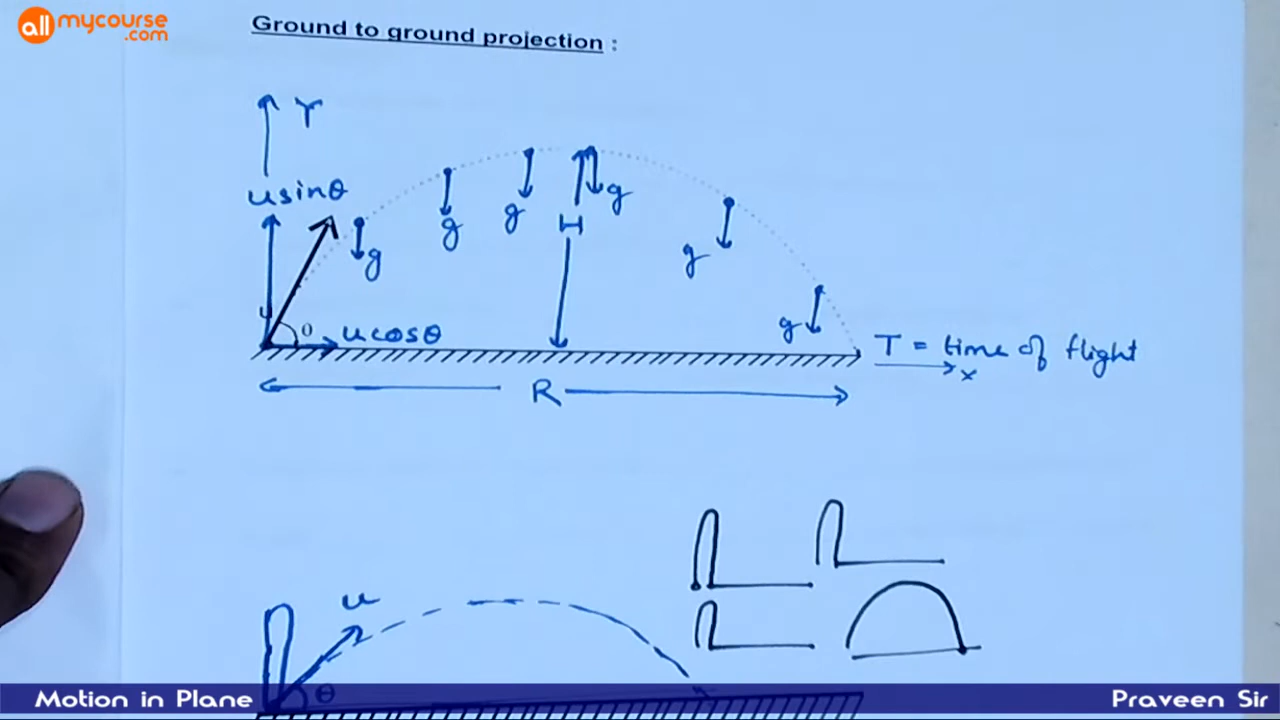 allmycourse.com
Ground to ground projection :
Y
usinθ
g
g
g
g
H
g
g
u
θ
ucosθ
T = time of flight
x
R
u
θ
Motion in Plane
Praveen Sir